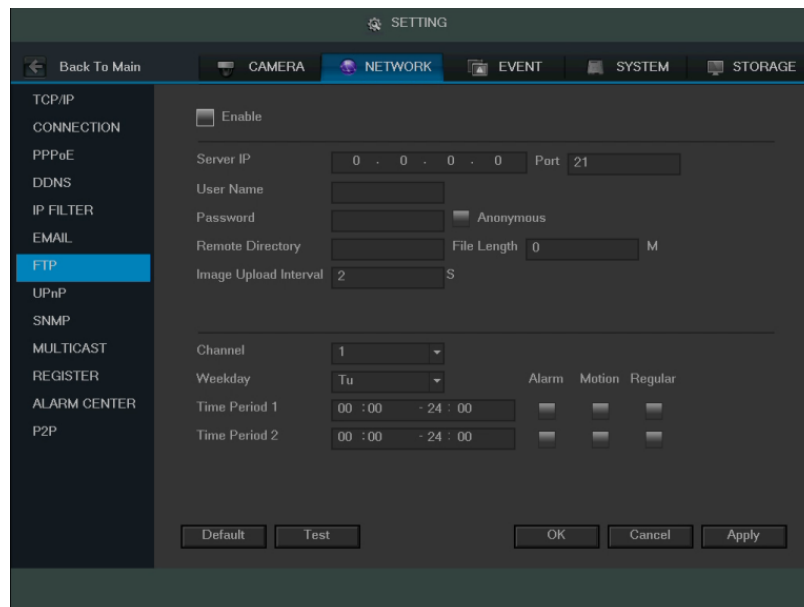 SETTING
Back To Main CAMERA NETWORK EVENT SYSTEM STORAGE
TCP/IP
CONNECTION
PPPoE
DDNS
IP FILTER
EMAIL
FTP
UPnP
SNMP
MULTICAST
REGISTER
ALARM CENTER
P2P
Enable
Server IP 0 . 0 . 0 . 0 Port 21
User Name
Password Anonymous
Remote Directory File Length 0 M
Image Upload Interval 2 S
Channel 1
Weekday Tu Alarm Motion Regular
Time Period 1 00 :00 - 24 : 00
Time Period 2 00 :00 - 24 : 00
Default Test OK Cancel Apply